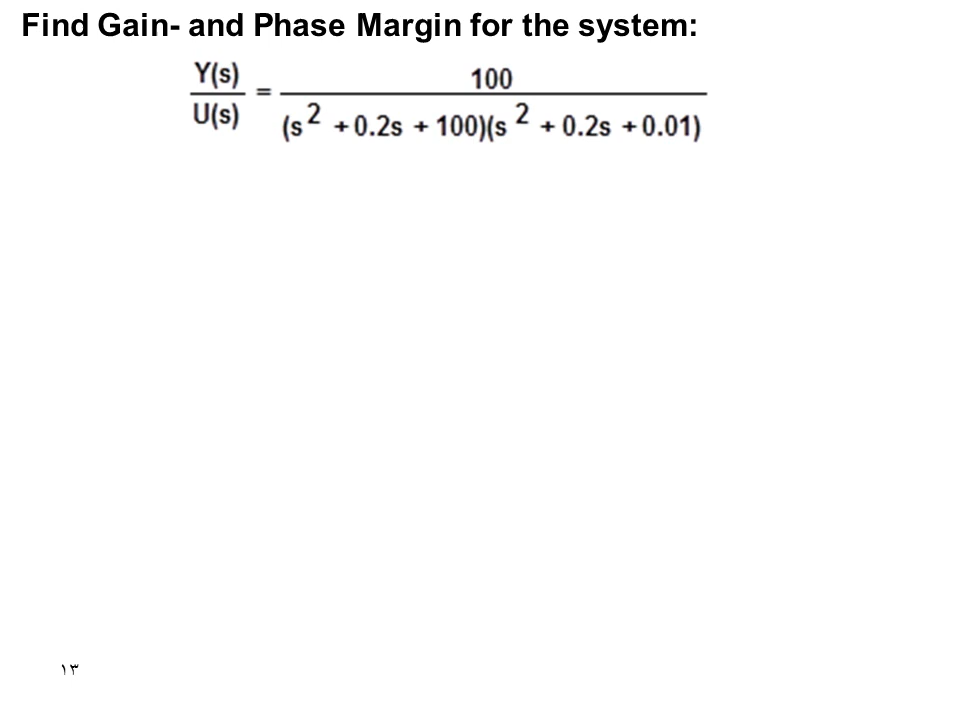 Find Gain- and Phase Margin for the system:
Y(s)/U(s) = 100/((s^2 + 0.2s + 100)(s^2 + 0.2s + 0.01))
١٣